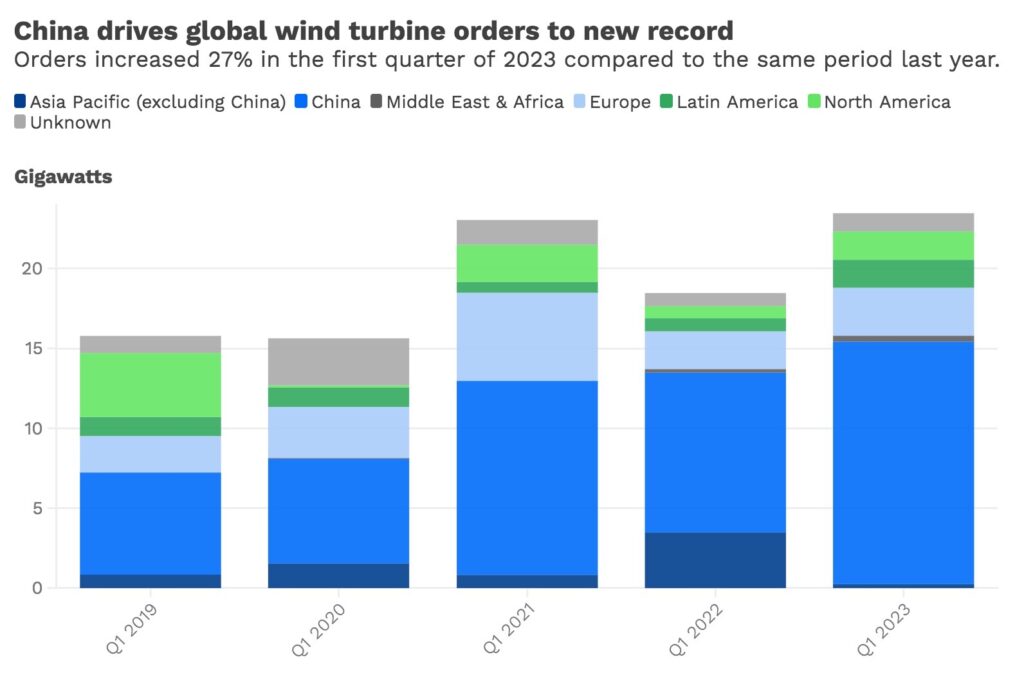 China drives global wind turbine orders to new record
Orders increased 27% in the first quarter of 2023 compared to the same period last year.
Asia Pacific (excluding China) China Middle East & Africa Europe Latin America North America
Unknown
Gigawatts
20
15
10
5
0
Q1 2019 Q1 2020 Q1 2021 Q1 2022 Q1 2023